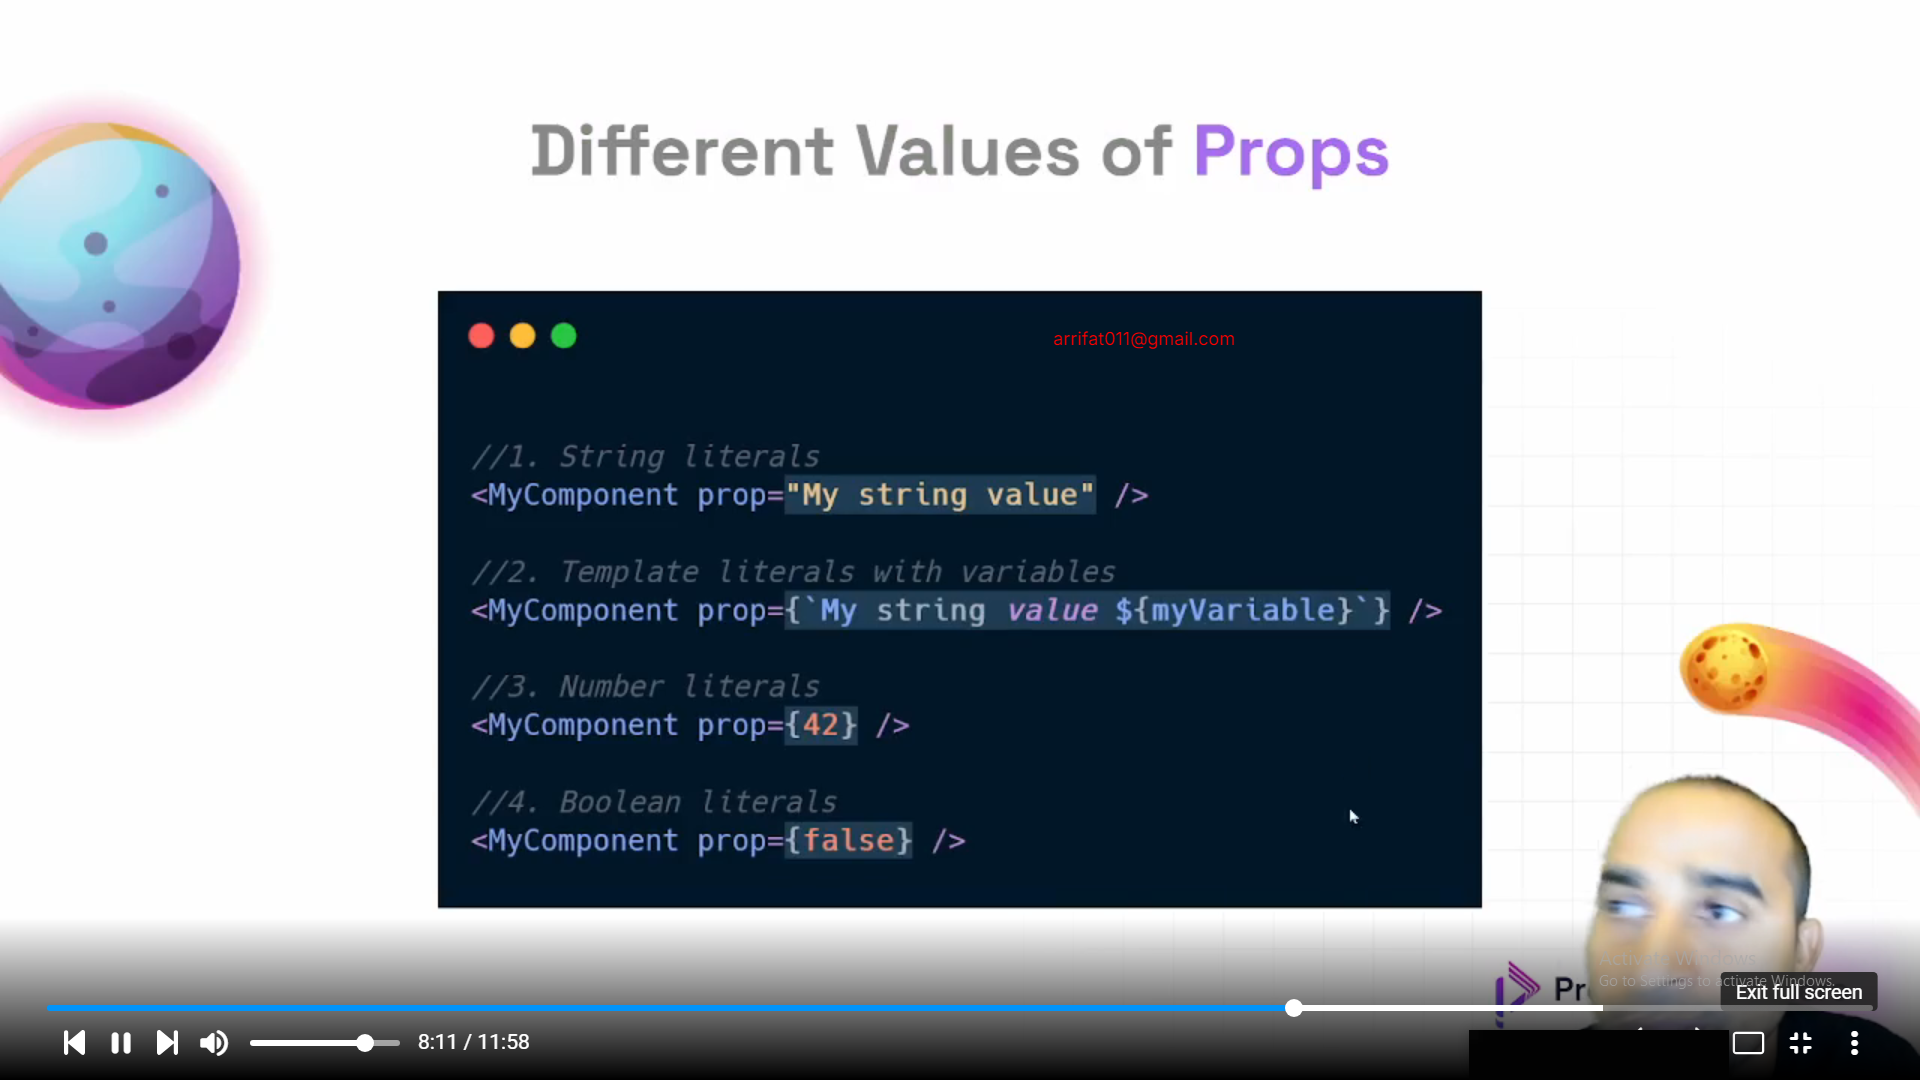 Different Values of Props
arrifat011@gmail.com
//1. String literals
<MyComponent prop="My string value" />
//2. Template literals with variables
<MyComponent prop={`My string value ${myVariable}`} />
//3. Number literals
<MyComponent prop={42} />
//4. Boolean literals
<MyComponent prop={false} />
Activate Windows
Go to Settings to activate Windows.
Pr
Exit full screen
8:11 / 11:58